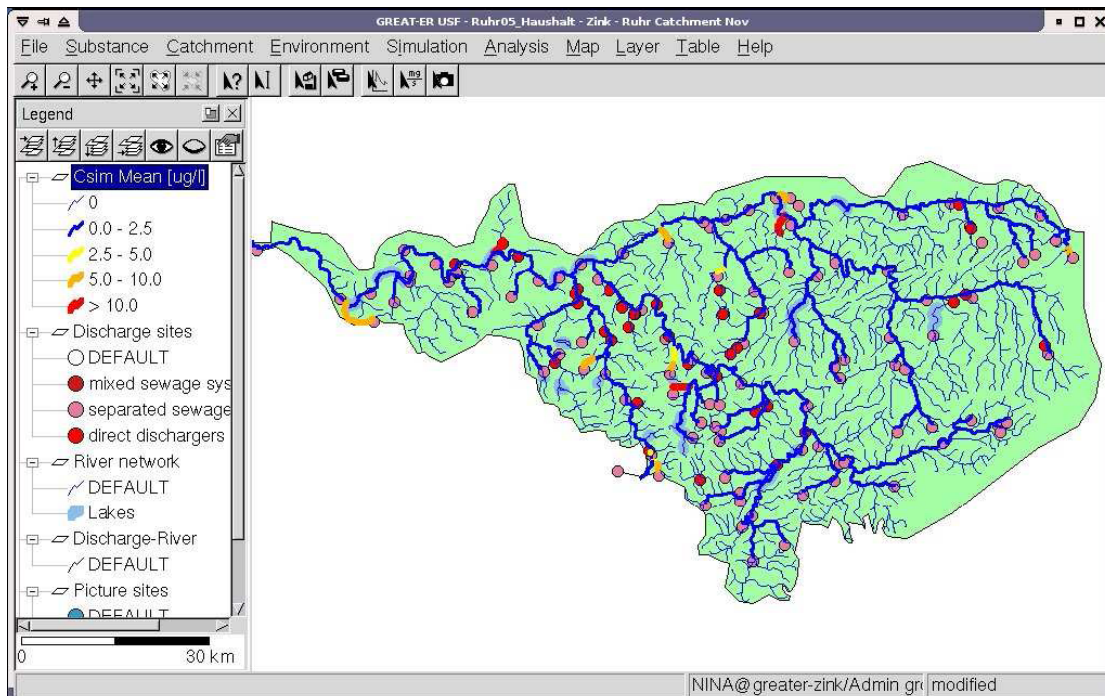 GREAT-ER USF - Ruhr05_Haushalt - Zink - Ruhr Catchment Nov
File Substance Catchment Environment Simulation Analysis Map Layer Table Help
mg/s
Legend
Csim Mean [ug/l]
0
0.0 - 2.5
2.5 - 5.0
5.0 - 10.0
> 10.0
Discharge sites
DEFAULT
mixed sewage sys
separated sewage
direct dischargers
River network
DEFAULT
Lakes
Discharge-River
DEFAULT
Picture sites
DEFAULT
0 30 km
NINA@greater-zink/Admin gr modified